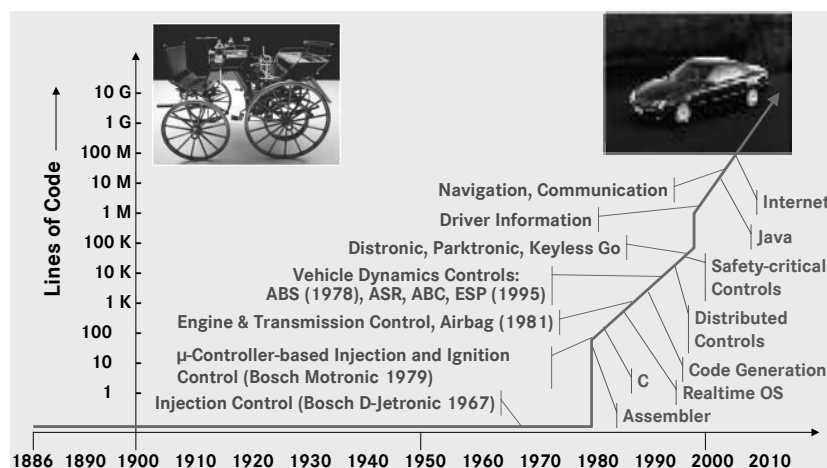 Lines of Code
10 G
1 G
100 M
10 M
1 M
100 K
10 K
1 K
100
10
1
Navigation, Communication
Driver Information
Distronic, Parktronic, Keyless Go
Vehicle Dynamics Controls:
ABS (1978), ASR, ABC, ESP (1995)
Engine & Transmission Control, Airbag (1981)
µ-Controller-based Injection and Ignition
Control (Bosch Motronic 1979)
Injection Control (Bosch D-Jetronic 1967)
Internet
Java
Safety-critical
Controls
Distributed
Controls
Code Generation
Realtime OS
C
Assembler
1886 1890 1900 1910 1920 1930 1940 1950 1960 1970 1980 1990 2000 2010